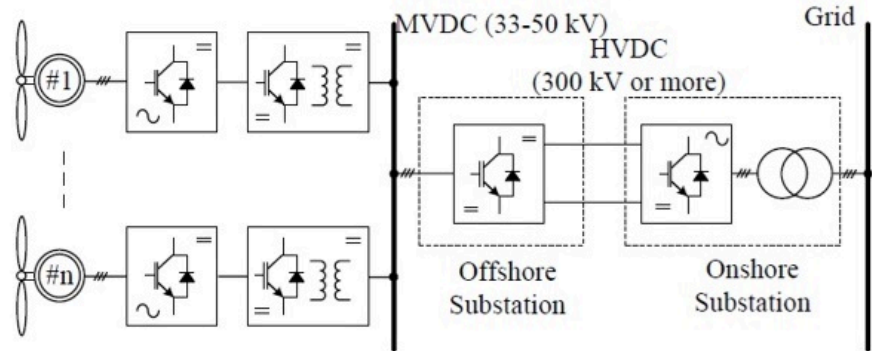 MVDC (33-50 kV)
Grid
HVDC
(300 kV or more)
#1
#n
Offshore
Substation
Onshore
Substation